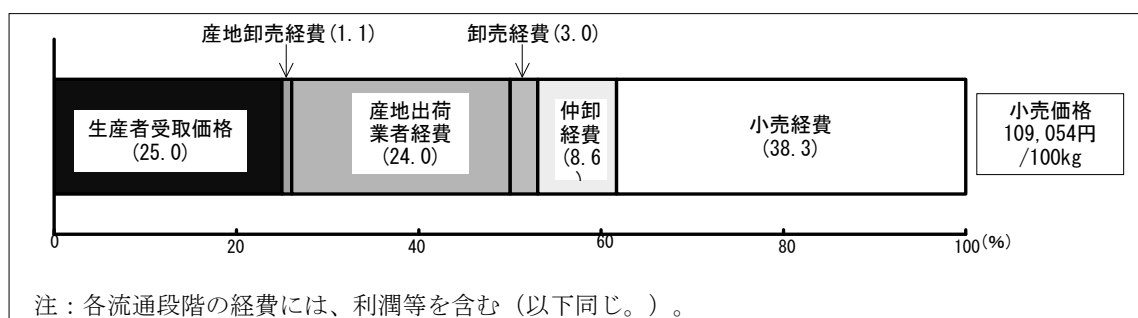 産地卸売経費(1.1)
卸売経費(3.0)
生産者受取価格
(25.0)
産地出荷
業者経費
(24.0)
仲卸
経費
(8.6
)
小売経費
(38.3)
小売価格
109,054円
/100kg
0
20
40
60
80
100(%)
注：各流通段階の経費には、利潤等を含む（以下同じ。）。